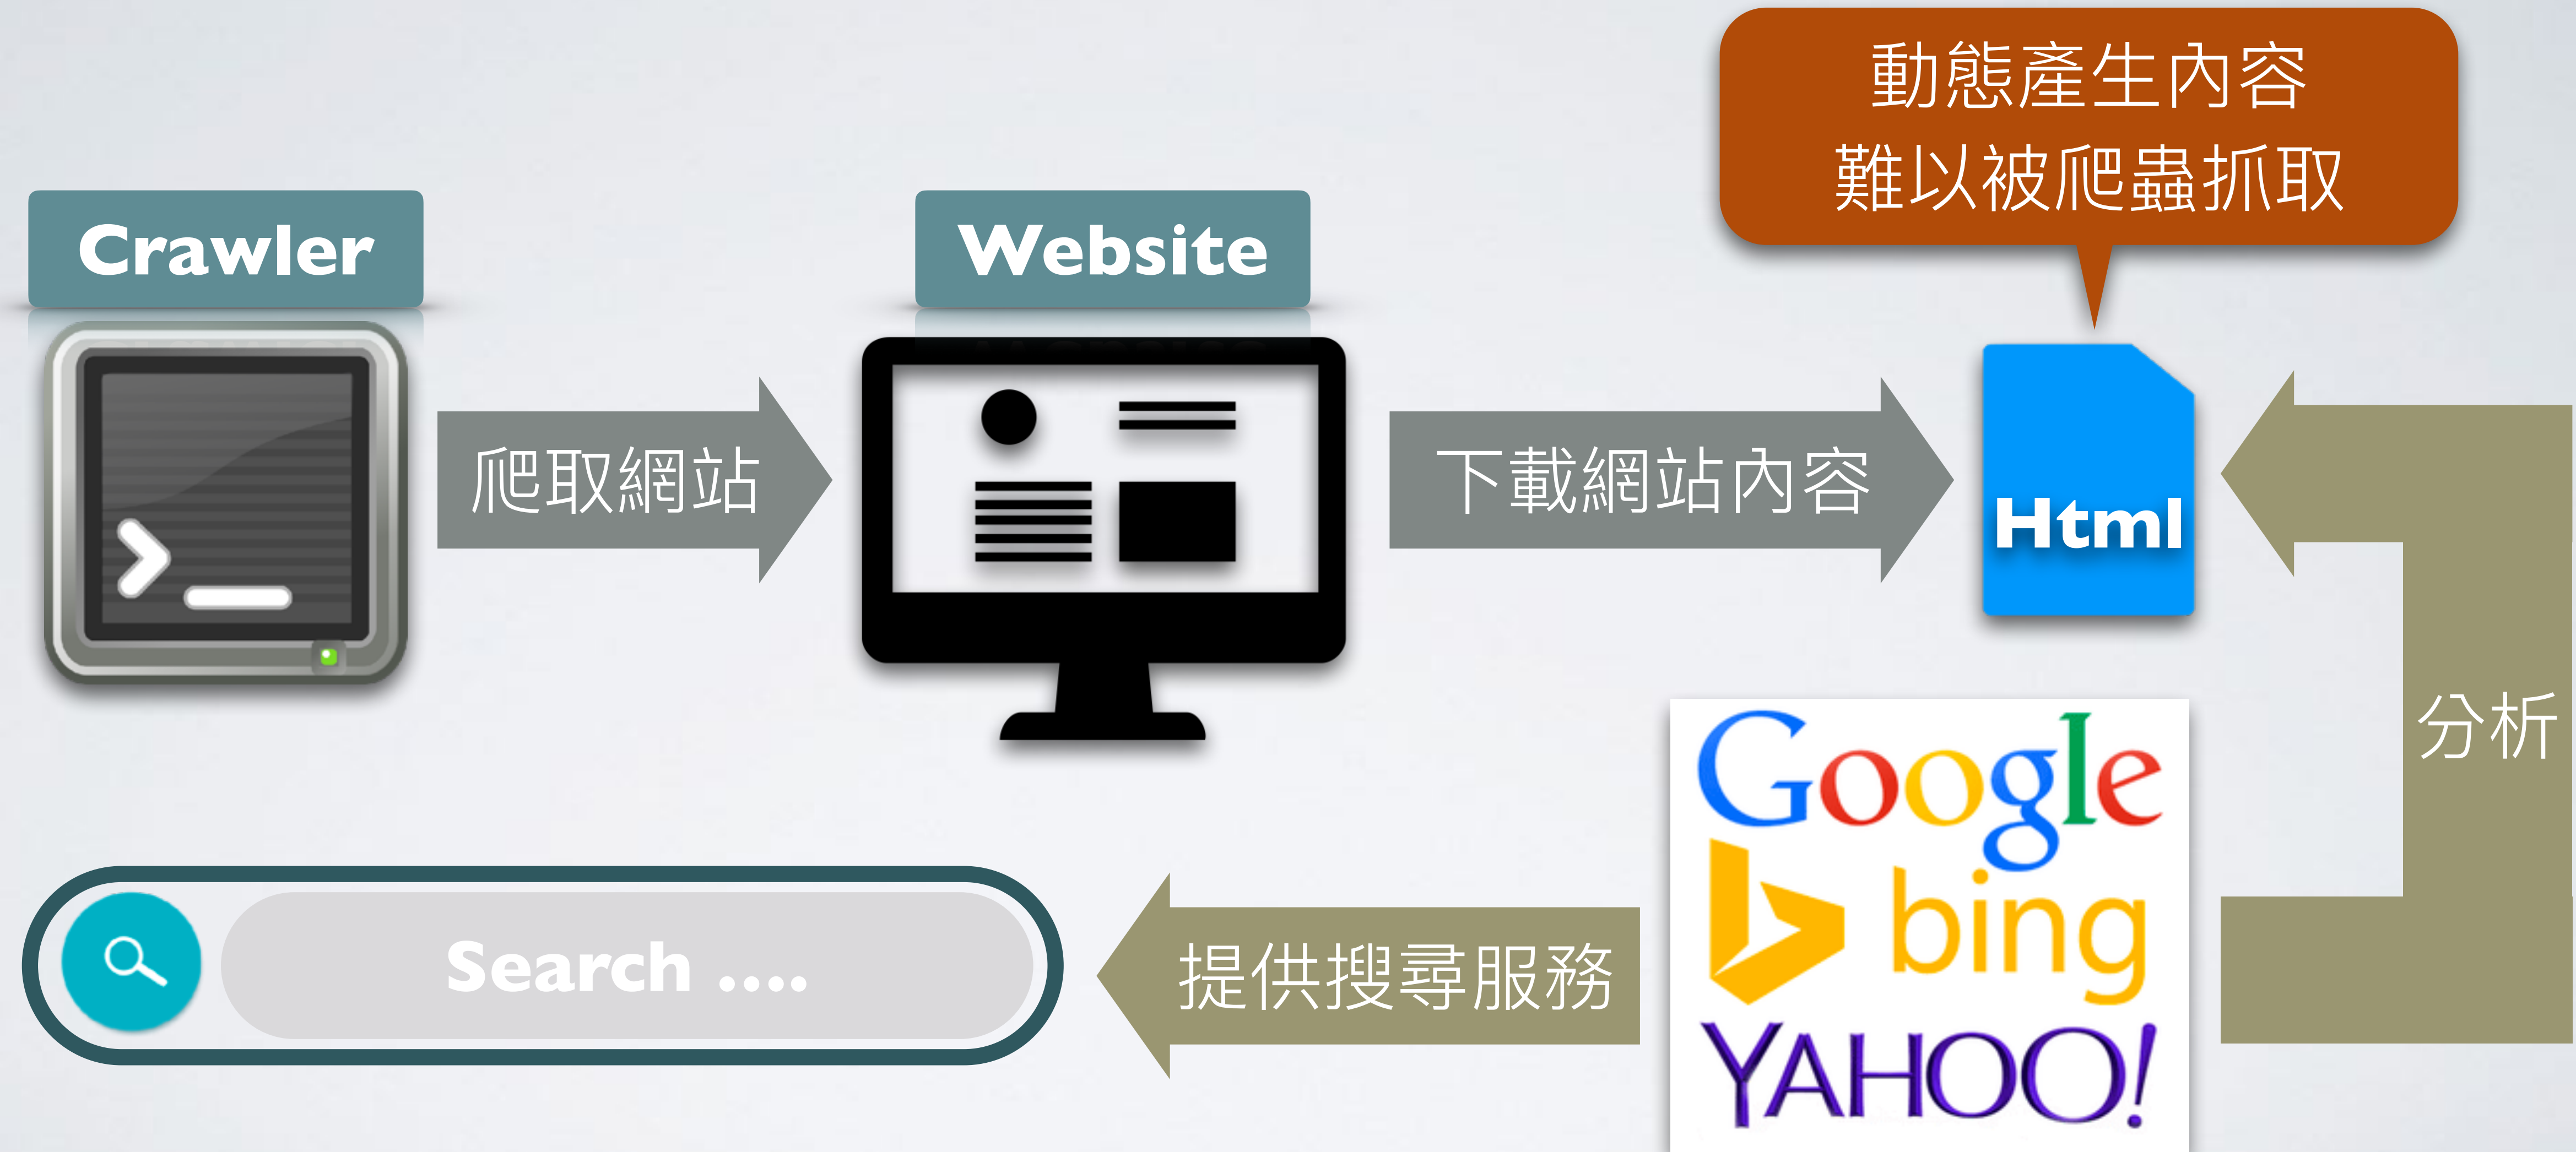 動態產生內容
難以被爬蟲抓取
Crawler
Website
爬取網站
下載網站內容
Html
分析
Google
bing
YAHOO!
提供搜尋服務
Search ....